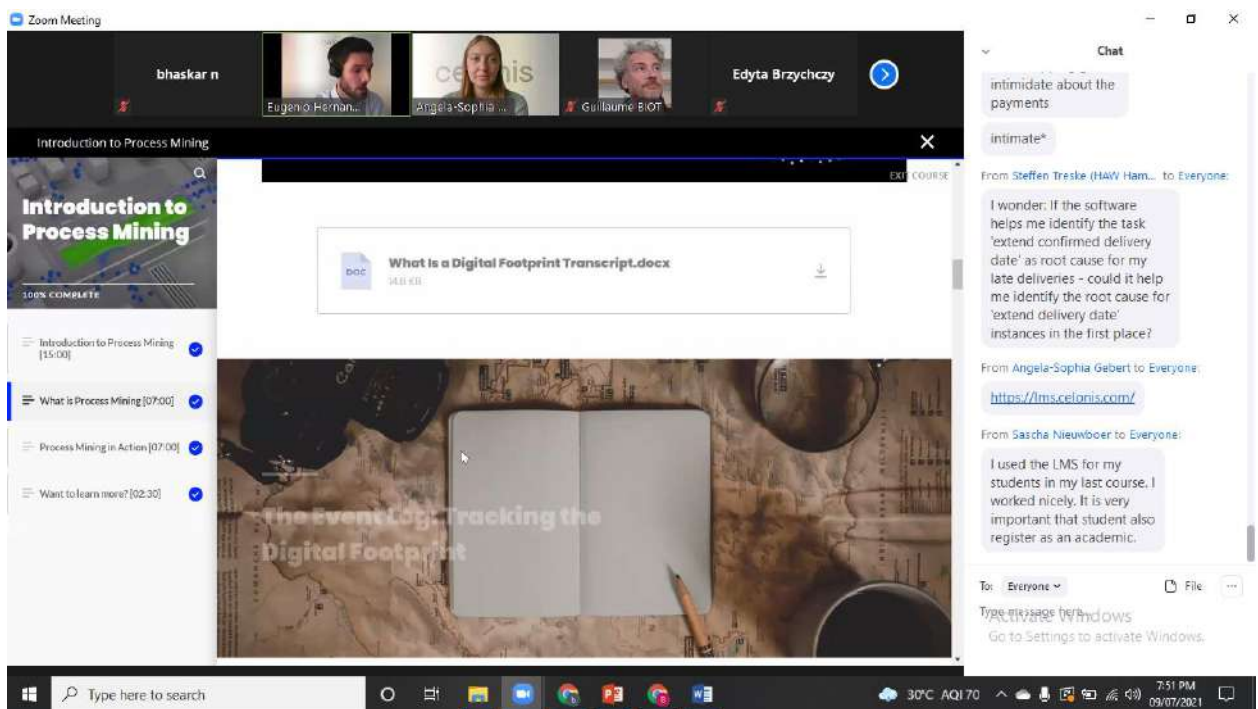 Zoom Meeting
bhaskar n
Eugenio Hernan...
Angela-Sophia ...
Guillaume BIOT
Edyta Brzychczy
Introduction to Process Mining
EXIT COURSE
Introduction to
Process Mining
100% COMPLETE
Introduction to Process Mining
[15:00]
What is Process Mining [07:00]
Process Mining in Action [07:00]
Want to learn more? [02:30]
DOC
What Is a Digital Footprint Transcript.docx
14.8 KB
The Event Log: Tracking the
Digital Footprint
Chat
intimidate about the
payments
intimate*
From Steffen Treske (HAW Ham... to Everyone:
I wonder: If the software
helps me identify the task
'extend confirmed delivery
date' as root cause for my
late deliveries - could it help
me identify the root cause for
'extend delivery date'
instances in the first place?
From Angela-Sophia Gebert to Everyone:
https://lms.celonis.com/
From Sascha Nieuwboer to Everyone:
I used the LMS for my
students in my last course. I
worked nicely. It is very
important that student also
register as an academic.
To: Everyone
File
Type message here...
Activate Windows
Go to Settings to activate Windows.
Type here to search
30°C AQI 70
7:51 PM
09/07/2021